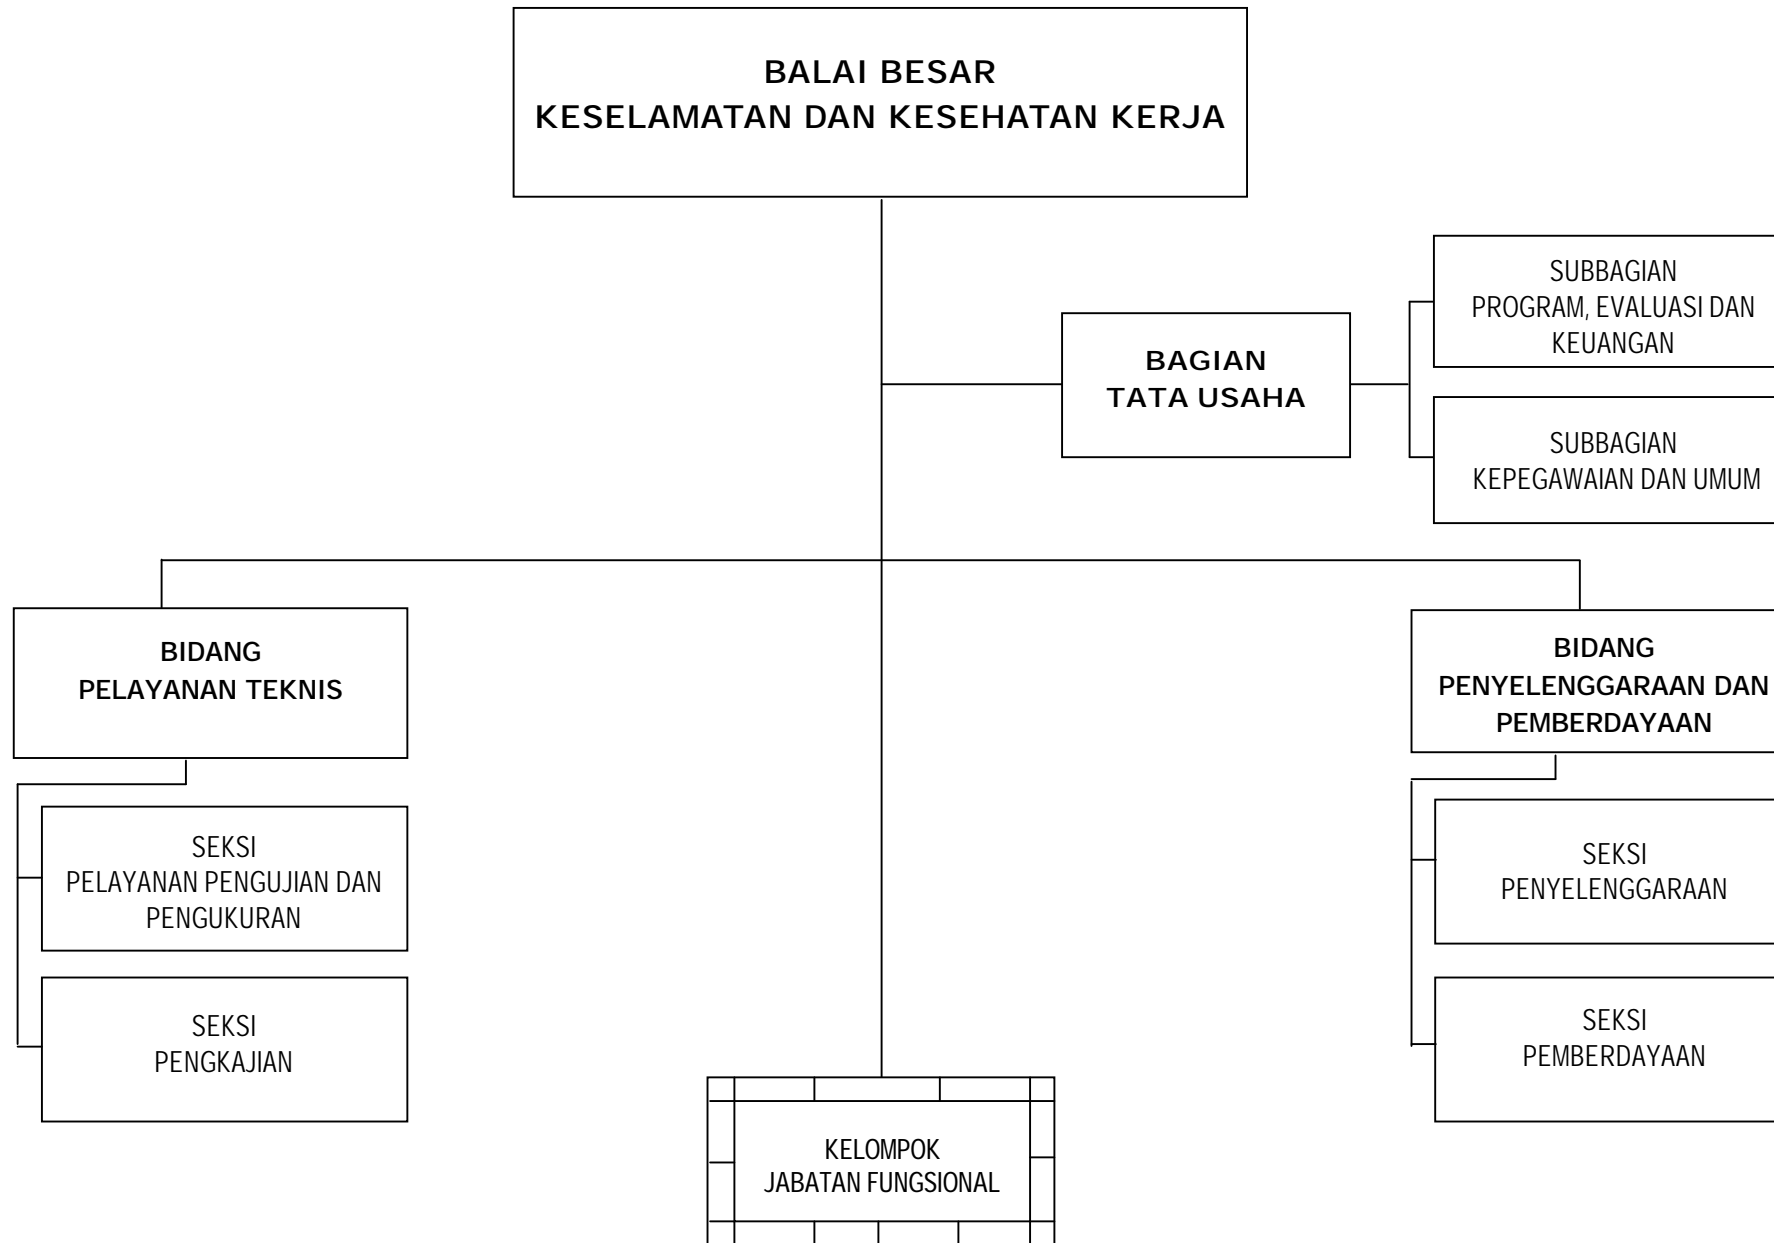 BALAI BESAR
KESELAMATAN DAN KESEHATAN KERJA
SUBBAGIAN
PROGRAM, EVALUASI DAN
KEUANGAN
BAGIAN
TATA USAHA
SUBBAGIAN
KEPEGAWAIAN DAN UMUM
BIDANG
PELAYANAN TEKNIS
BIDANG
PENYELENGGARAAN DAN
PEMBERDAYAAN
SEKSI
PELAYANAN PENGUJIAN DAN
PENGUKURAN
SEKSI
PENYELENGGARAAN
SEKSI
PENGKAJIAN
SEKSI
PEMBERDAYAAN
KELOMPOK
JABATAN FUNGSIONAL